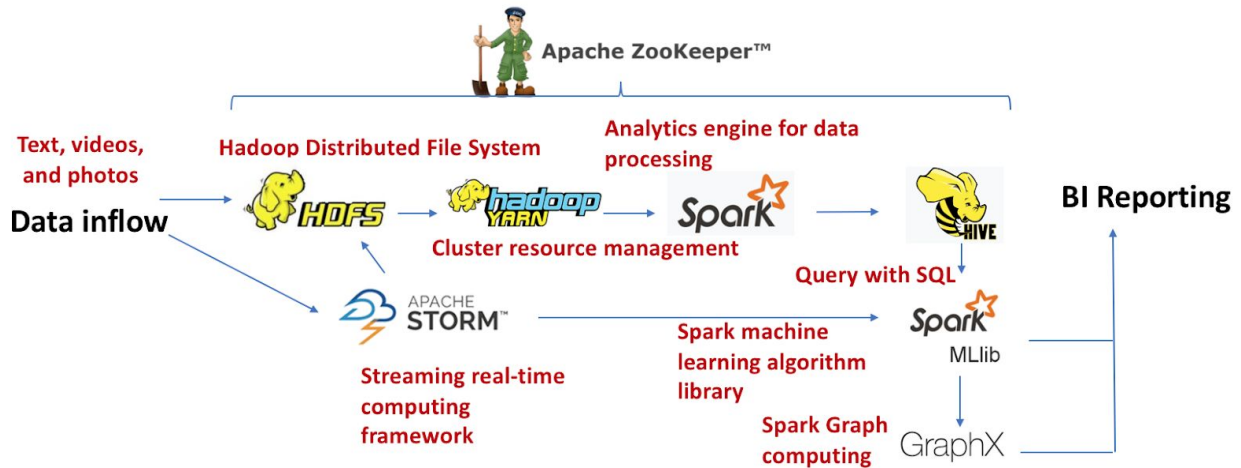 Apache ZooKeeper™
Text, videos,
and photos
Data inflow
Hadoop Distributed File System
HDFS
hadoop
YARN
Cluster resource management
Analytics engine for data
processing
Spark
HIVE
Query with SQL
BI Reporting
APACHE
STORM™
Streaming real-time
computing
framework
Spark machine
learning algorithm
library
Spark
MLlib
Spark Graph
computing
GraphX